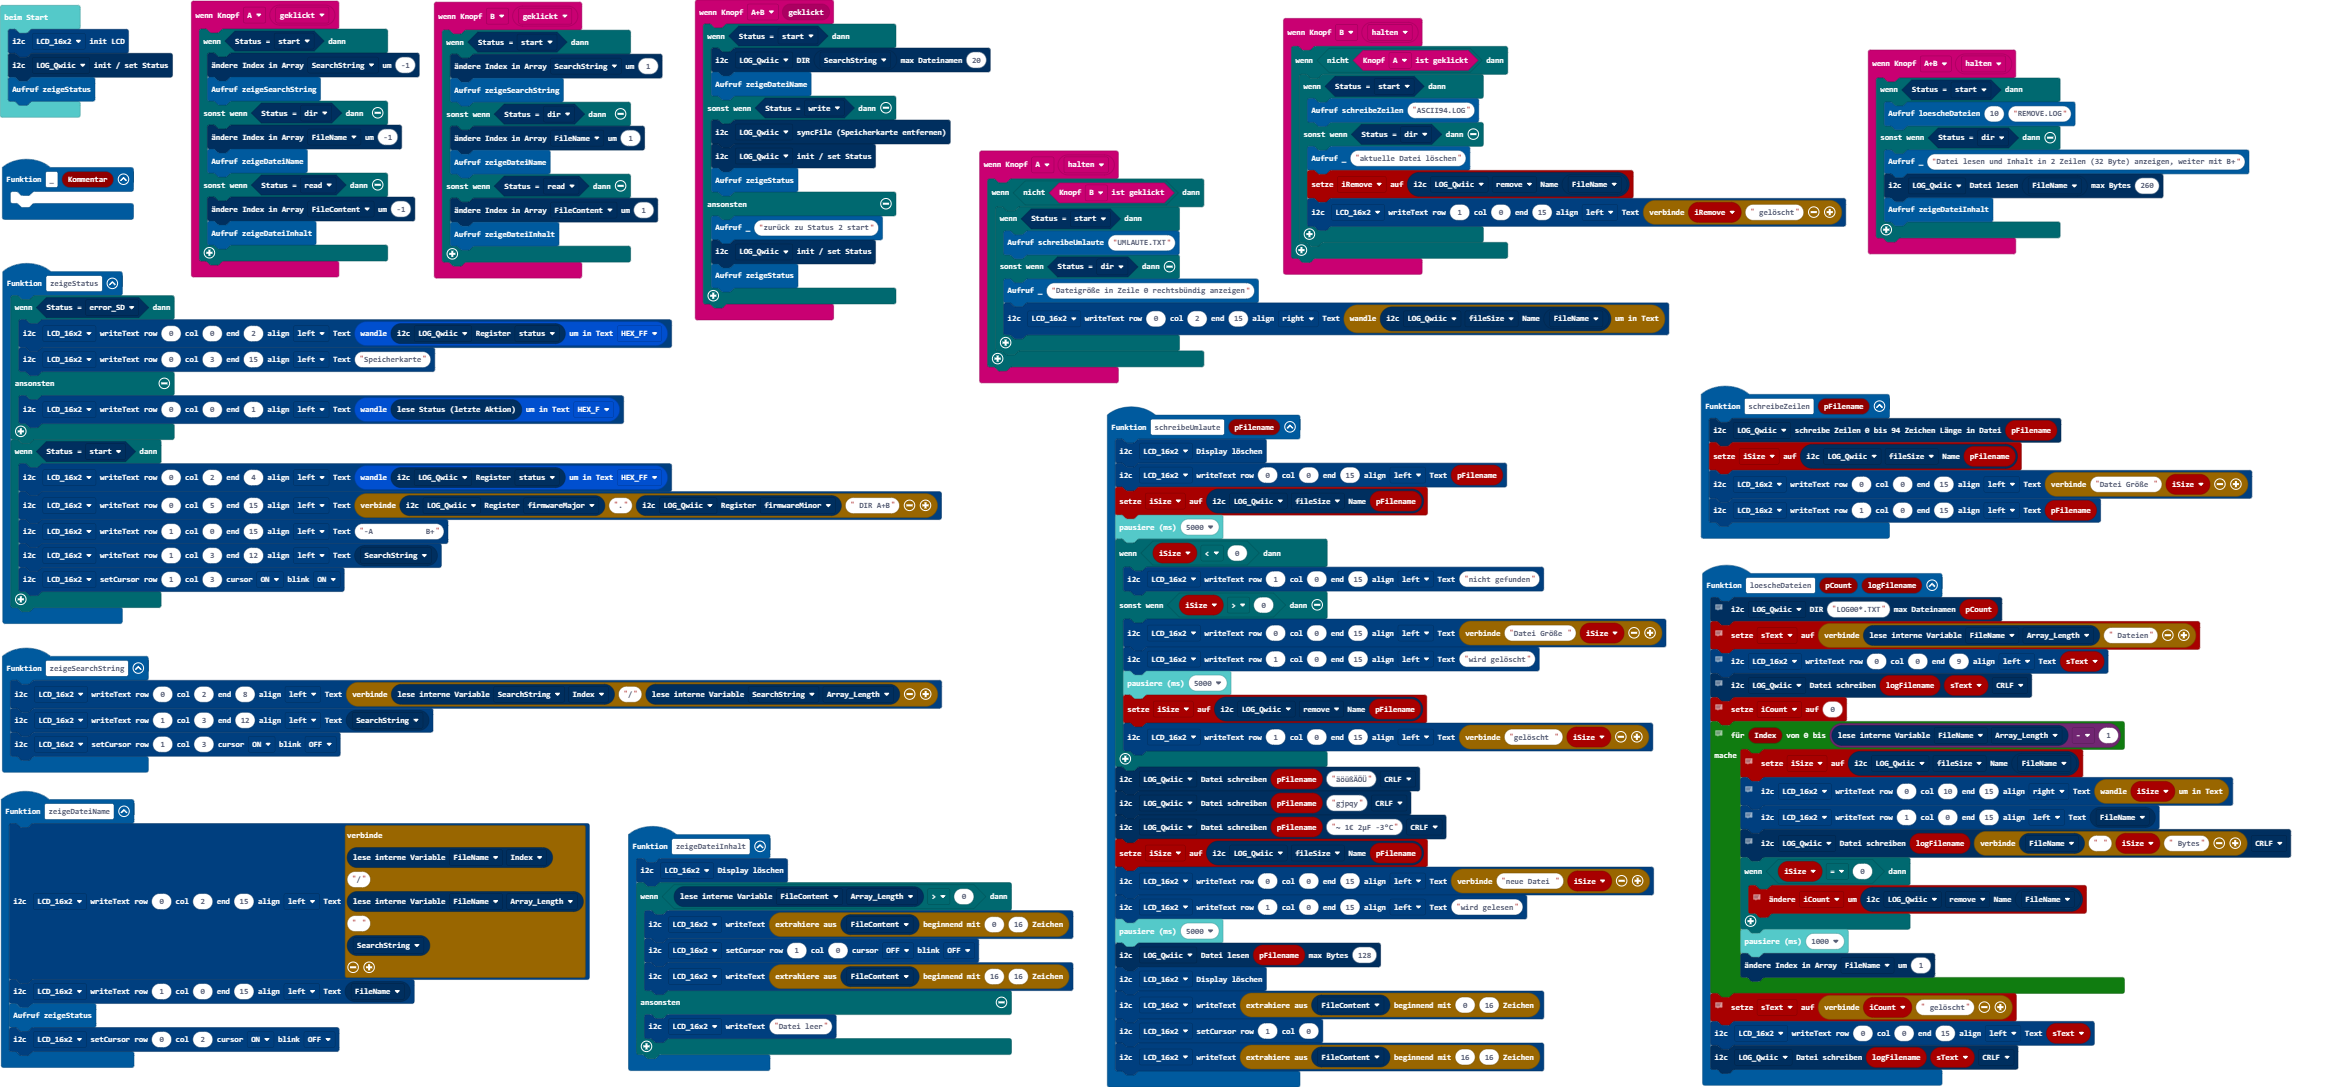 beim Start
i2c LCD_16x2 init LCD
i2c LOG_Qwiic init / set Status
Aufruf zeigeStatus
Funktion _ Kommentar
wenn Knopf A geklickt
wenn Status = start dann
ändere Index in Array SearchString um -1
Aufruf zeigeSearchString
sonst wenn Status = dir dann
ändere Index in Array FileName um -1
Aufruf zeigeDateiName
sonst wenn Status = read dann
ändere Index in Array FileContent um -1
Aufruf zeigeDateiInhalt
wenn Knopf B geklickt
wenn Status = start dann
ändere Index in Array SearchString um 1
Aufruf zeigeSearchString
sonst wenn Status = dir dann
ändere Index in Array FileName um 1
Aufruf zeigeDateiName
sonst wenn Status = read dann
ändere Index in Array FileContent um 1
Aufruf zeigeDateiInhalt
wenn Knopf A+B geklickt
wenn Status = start dann
i2c LOG_Qwiic DIR SearchString max Dateinamen 20
Aufruf zeigeDateiName
sonst wenn Status = write dann
i2c LOG_Qwiic syncFile (Speicherkarte entfernen)
i2c LOG_Qwiic init / set Status
Aufruf zeigeStatus
ansonsten
Aufruf _ "zurück zu Status 2 start"
i2c LOG_Qwiic init / set Status
Aufruf zeigeStatus
wenn Knopf A halten
wenn nicht Knopf B ist geklickt dann
wenn Status = start dann
Aufruf schreibeUmlaute "UMLAUTE.TXT"
sonst wenn Status = dir dann
Aufruf _ "Dateigröße in Zeile 0 rechtsbündig anzeigen"
i2c LCD_16x2 writeText row 0 col 2 end 15 align right Text wandle i2c LOG_Qwiic fileSize Name FileName um in Text
wenn Knopf B halten
wenn nicht Knopf A ist geklickt dann
wenn Status = start dann
Aufruf schreibeZeilen "ASCII94.LOG"
sonst wenn Status = dir dann
Aufruf _ "aktuelle Datei löschen"
setze iRemove auf i2c LOG_Qwiic remove Name FileName
i2c LCD_16x2 writeText row 1 col 0 end 15 align left Text verbinde iRemove " gelöscht"
wenn Knopf A+B halten
wenn Status = start dann
Aufruf loescheDateien 10 "REMOVE.LOG"
sonst wenn Status = dir dann
Aufruf _ "Datei lesen und Inhalt in 2 Zeilen (32 Byte) anzeigen, weiter mit B+"
i2c LOG_Qwiic Datei lesen FileName max Bytes 260
Aufruf zeigeDateiInhalt
Funktion zeigeStatus
wenn Status = error_SD dann
i2c LCD_16x2 writeText row 0 col 0 end 2 align left Text wandle i2c LOG_Qwiic Register status um in Text HEX_FF
i2c LCD_16x2 writeText row 0 col 3 end 15 align left Text "Speicherkarte"
ansonsten
i2c LCD_16x2 writeText row 0 col 0 end 1 align left Text wandle lese Status (letzte Aktion) um in Text HEX_F
wenn Status = start dann
i2c LCD_16x2 writeText row 0 col 2 end 4 align left Text wandle i2c LOG_Qwiic Register status um in Text HEX_FF
i2c LCD_16x2 writeText row 0 col 5 end 15 align left Text verbinde i2c LOG_Qwiic Register firmwareMajor "." i2c LOG_Qwiic Register firmwareMinor " DIR A+B"
i2c LCD_16x2 writeText row 1 col 0 end 15 align left Text "-A B+"
i2c LCD_16x2 writeText row 1 col 3 end 12 align left Text SearchString
i2c LCD_16x2 setCursor row 1 col 3 cursor ON blink ON
Funktion zeigeSearchString
i2c LCD_16x2 writeText row 0 col 2 end 8 align left Text verbinde lese interne Variable SearchString Index "/" lese interne Variable SearchString Array_Length
i2c LCD_16x2 writeText row 1 col 3 end 12 align left Text SearchString
i2c LCD_16x2 setCursor row 1 col 3 cursor ON blink OFF
Funktion zeigeDateiName
verbinde
lese interne Variable FileName Index
"/"
i2c LCD_16x2 writeText row 0 col 2 end 15 align left Text lese interne Variable FileName Array_Length
" "
SearchString
i2c LCD_16x2 writeText row 1 col 0 end 15 align left Text FileName
Aufruf zeigeStatus
i2c LCD_16x2 setCursor row 0 col 2 cursor ON blink OFF
Funktion zeigeDateiInhalt
i2c LCD_16x2 Display löschen
wenn lese interne Variable FileContent Array_Length > 0 dann
i2c LCD_16x2 writeText extrahiere aus FileContent beginnend mit 0 16 Zeichen
i2c LCD_16x2 setCursor row 1 col 0 cursor OFF blink OFF
i2c LCD_16x2 writeText extrahiere aus FileContent beginnend mit 16 16 Zeichen
ansonsten
i2c LCD_16x2 writeText "Datei leer"
Funktion schreibeUmlaute pFilename
i2c LCD_16x2 Display löschen
i2c LCD_16x2 writeText row 0 col 0 end 15 align left Text pFilename
setze iSize auf i2c LOG_Qwiic fileSize Name pFilename
pausiere (ms) 5000
wenn iSize < 0 dann
i2c LCD_16x2 writeText row 1 col 0 end 15 align left Text "nicht gefunden"
sonst wenn iSize > 0 dann
i2c LCD_16x2 writeText row 0 col 0 end 15 align left Text verbinde "Datei Größe " iSize
i2c LCD_16x2 writeText row 1 col 0 end 15 align left Text "wird gelöscht"
pausiere (ms) 5000
setze iSize auf i2c LOG_Qwiic remove Name pFilename
i2c LCD_16x2 writeText row 1 col 0 end 15 align left Text verbinde "gelöscht " iSize
i2c LOG_Qwiic Datei schreiben pFilename "äöüßÄÖÜ" CRLF
i2c LOG_Qwiic Datei schreiben pFilename "gjpqy" CRLF
i2c LOG_Qwiic Datei schreiben pFilename "~ 1€ 2µF -3°C" CRLF
setze iSize auf i2c LOG_Qwiic fileSize Name pFilename
i2c LCD_16x2 writeText row 0 col 0 end 15 align left Text verbinde "neue Datei " iSize
i2c LCD_16x2 writeText row 1 col 0 end 15 align left Text "wird gelesen"
pausiere (ms) 5000
i2c LOG_Qwiic Datei lesen pFilename max Bytes 128
i2c LCD_16x2 Display löschen
i2c LCD_16x2 writeText extrahiere aus FileContent beginnend mit 0 16 Zeichen
i2c LCD_16x2 setCursor row 1 col 0
i2c LCD_16x2 writeText extrahiere aus FileContent beginnend mit 16 16 Zeichen
Funktion schreibeZeilen pFilename
i2c LOG_Qwiic schreibe Zeilen 0 bis 94 Zeichen Länge in Datei pFilename
setze iSize auf i2c LOG_Qwiic fileSize Name pFilename
i2c LCD_16x2 writeText row 0 col 0 end 15 align left Text verbinde "Datei Größe " iSize
i2c LCD_16x2 writeText row 1 col 0 end 15 align left Text pFilename
Funktion loescheDateien pCount logFilename
i2c LOG_Qwiic DIR "LOG00*.TXT" max Dateinamen pCount
setze sText auf verbinde lese interne Variable FileName Array_Length " Dateien"
i2c LCD_16x2 writeText row 0 col 0 end 9 align left Text sText
i2c LOG_Qwiic Datei schreiben logFilename sText CRLF
setze iCount auf 0
für Index von 0 bis lese interne Variable FileName Array_Length - 1
mache
setze iSize auf i2c LOG_Qwiic fileSize Name FileName
i2c LCD_16x2 writeText row 0 col 10 end 15 align right Text wandle iSize um in Text
i2c LCD_16x2 writeText row 1 col 0 end 15 align left Text FileName
i2c LOG_Qwiic Datei schreiben logFilename verbinde FileName " " iSize " Bytes" CRLF
wenn iSize = 0 dann
ändere iCount um i2c LOG_Qwiic remove Name FileName
pausiere (ms) 1000
ändere Index in Array FileName um 1
setze sText auf verbinde iCount " gelöscht"
i2c LCD_16x2 writeText row 0 col 0 end 15 align left Text sText
i2c LOG_Qwiic Datei schreiben logFilename sText CRLF